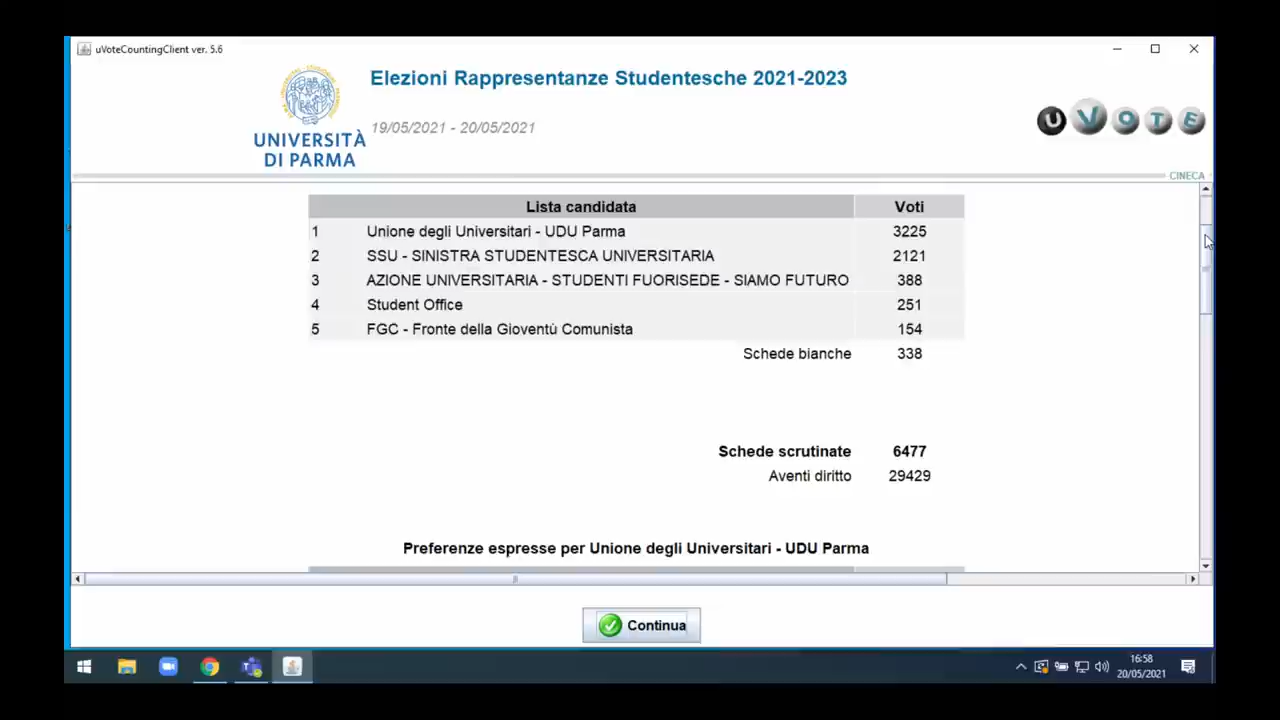 uVoteCountingClient ver. 5.6
Elezioni Rappresentanze Studentesche 2021-2023
19/05/2021 - 20/05/2021
UNIVERSITÀ
DI PARMA
U V O T E
CINECA
Lista candidata Voti
1 Unione degli Universitari - UDU Parma 3225
2 SSU - SINISTRA STUDENTESCA UNIVERSITARIA 2121
3 AZIONE UNIVERSITARIA - STUDENTI FUORISEDE - SIAMO FUTURO 388
4 Student Office 251
5 FGC - Fronte della Gioventù Comunista 154
Schede bianche 338
Schede scrutinate 6477
Aventi diritto 29429
Preferenze espresse per Unione degli Universitari - UDU Parma
Continua
16:58
20/05/2021